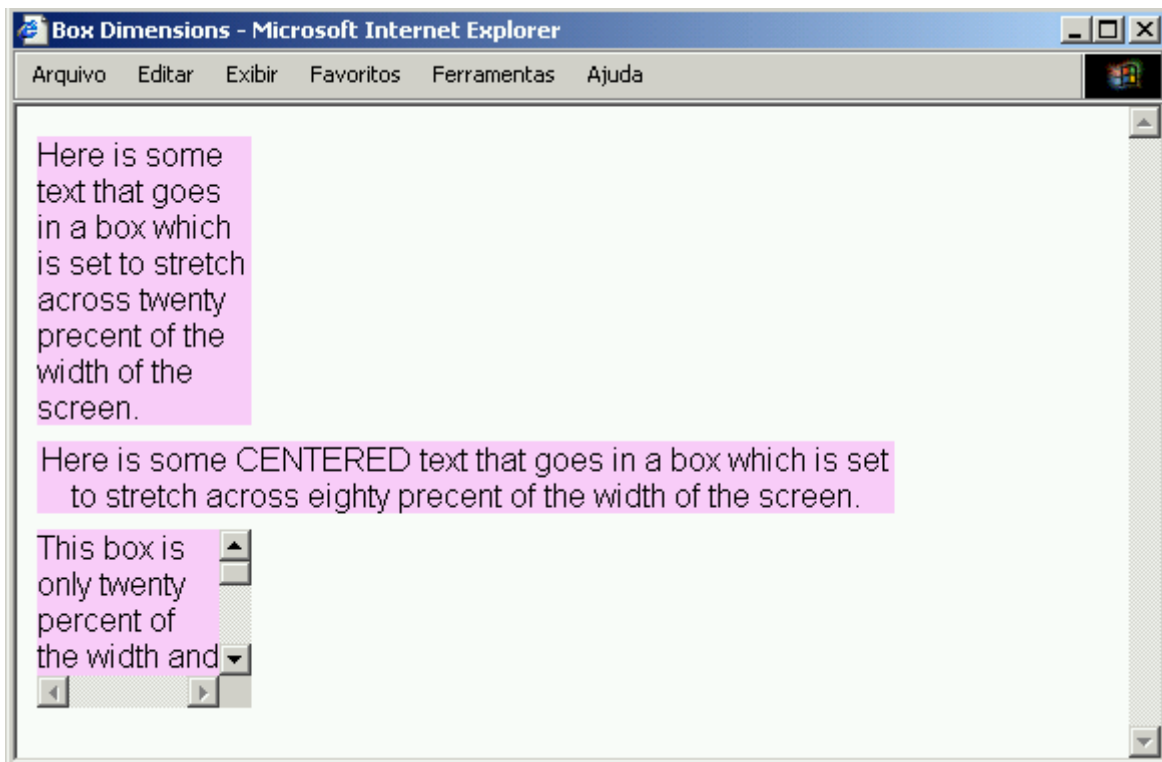 Box Dimensions - Microsoft Internet Explorer
Arquivo Editar Exibir Favoritos Ferramentas Ajuda
Here is some
text that goes
in a box which
is set to stretch
across twenty
precent of the
width of the
screen.
Here is some CENTERED text that goes in a box which is set
to stretch across eighty precent of the width of the screen.
This box is
only twenty
percent of
the width and